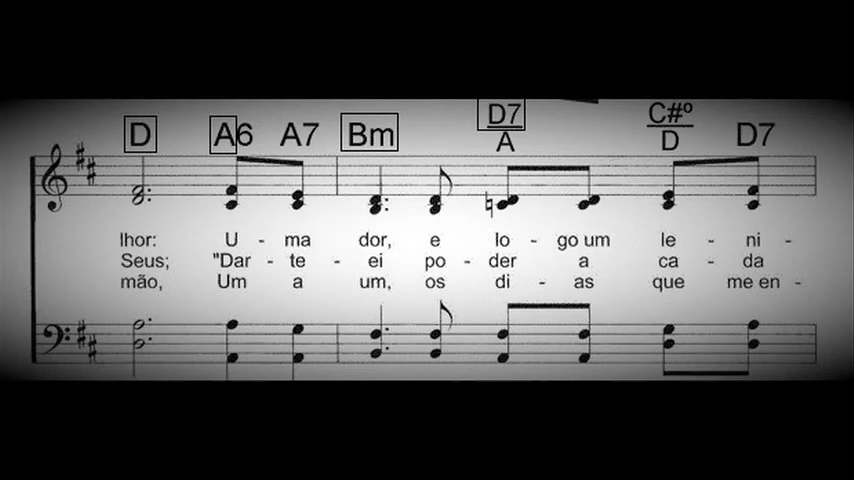 D A6 A7 Bm D7/A C#º/D D7
lhor: U - ma dor, e lo - go um le - ni -
Seus; "Dar - te - ei po - der a ca - da
mão, Um a um, os di - as que me en -